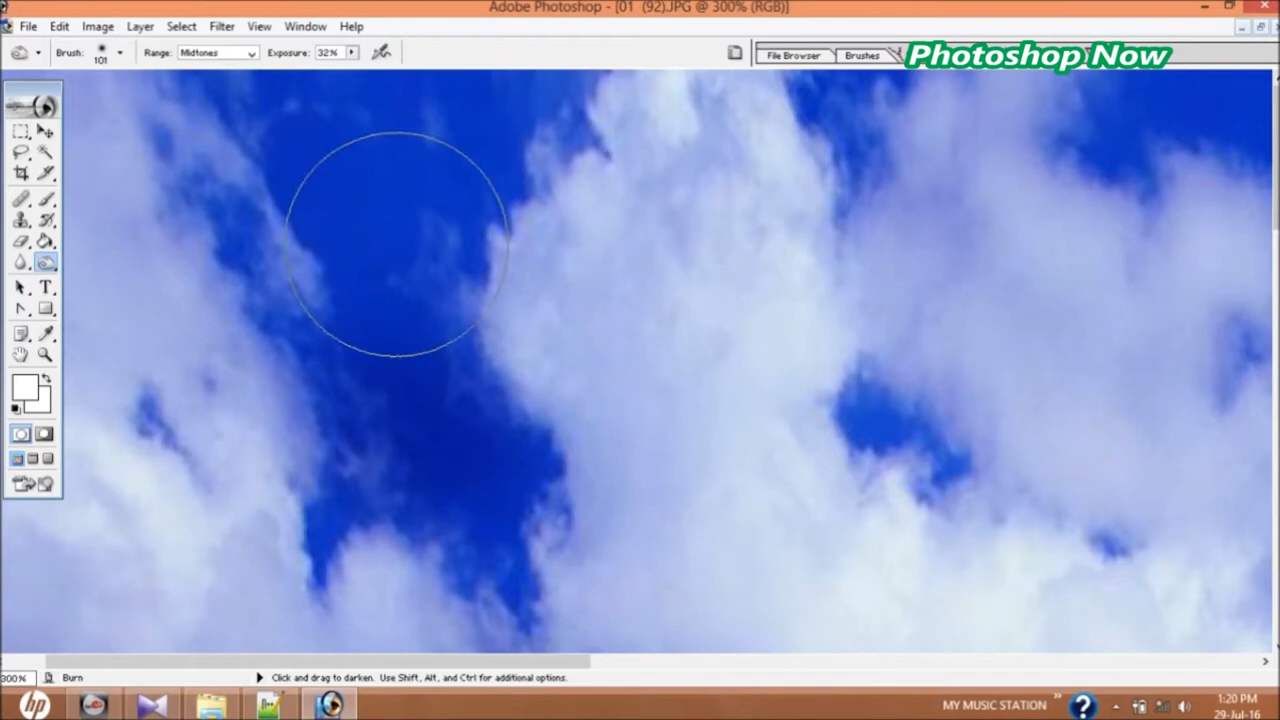 Adobe Photoshop - [01 (92).JPG @ 300% (RGB)]
File Edit Image Layer Select Filter View Window Help
Brush: 101 Range: Midtones Exposure: 32% File Browser Brushes
Photoshop Now
T
300% Burn Click and drag to darken. Use Shift, Alt, and Ctrl for additional options.
hp MY MUSIC STATION » ? 1:20 PM
29-Jul-16